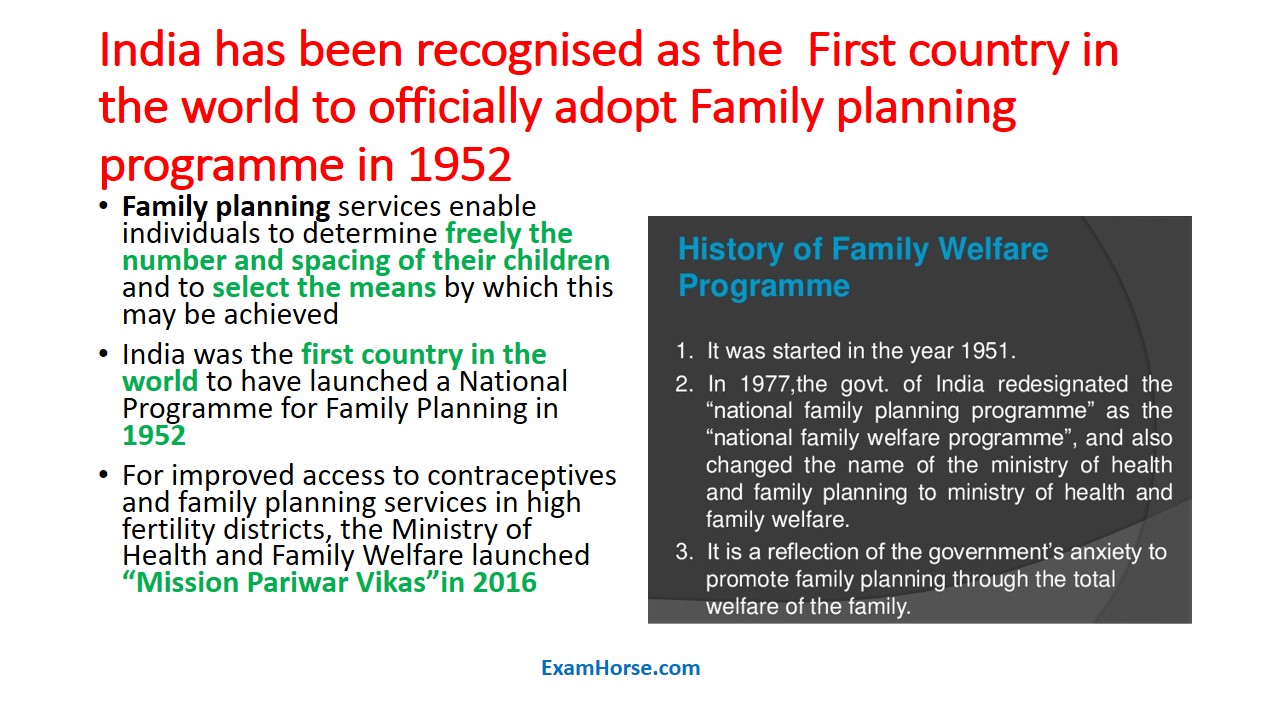 India has been recognised as the First country in
the world to officially adopt Family planning
programme in 1952
• Family planning services enable
individuals to determine freely the
number and spacing of their children
and to select the means by which this
may be achieved
• India was the first country in the
world to have launched a National
Programme for Family Planning in
1952
• For improved access to contraceptives
and family planning services in high
fertility districts, the Ministry of
Health and Family Welfare launched
“Mission Pariwar Vikas”in 2016
History of Family Welfare
Programme
1. It was started in the year 1951.
2. In 1977,the govt. of India redesignated the
“national family planning programme” as the
“national family welfare programme”, and also
changed the name of the ministry of health
and family planning to ministry of health and
family welfare.
3. It is a reflection of the government’s anxiety to
promote family planning through the total
welfare of the family.
ExamHorse.com